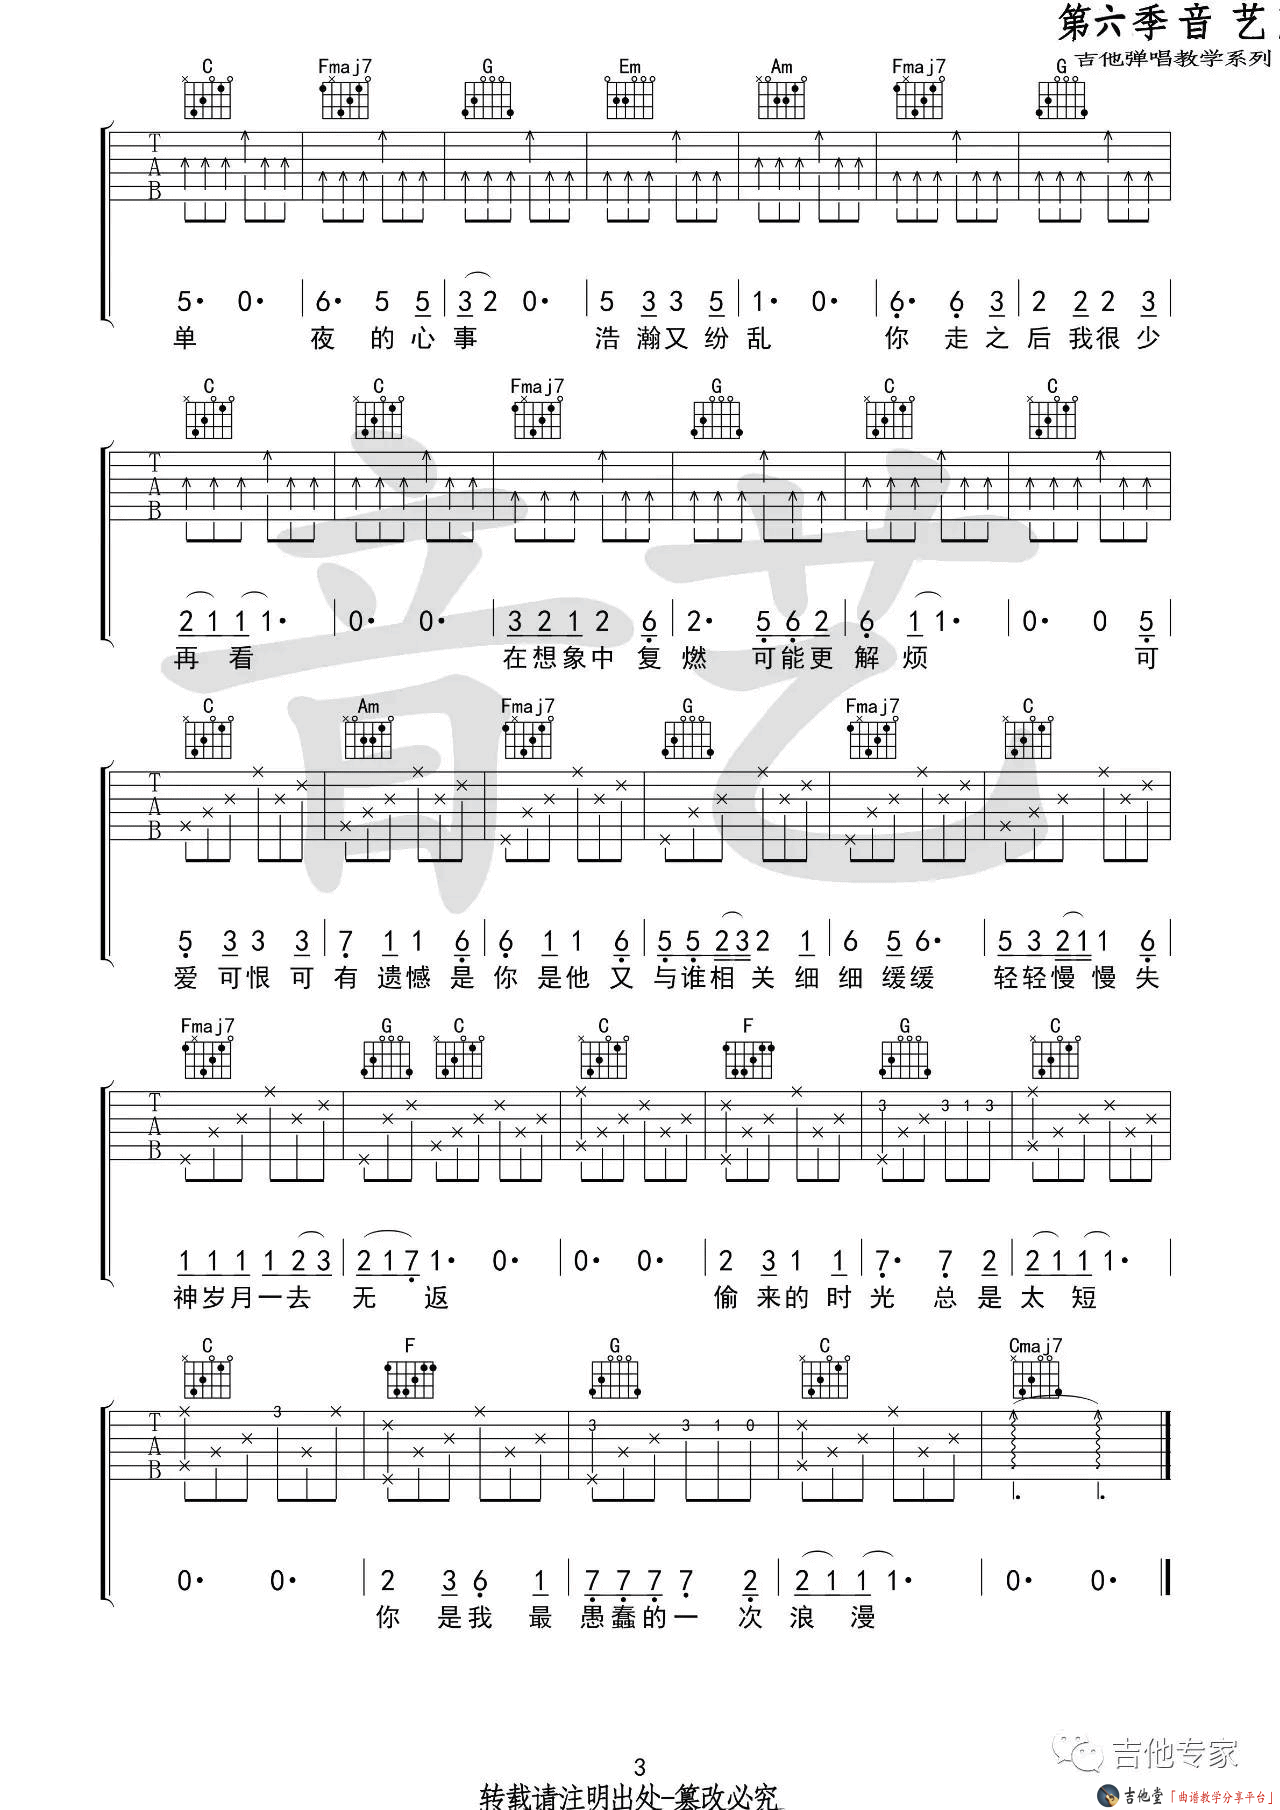 第六季音 艺
吉他弹唱教学系列
C Fmaj7 G Em Am Fmaj7 G
T
A
B
5· 0· 6· 5 5 3 2 0· 5 3 3 5 1· 0· 6· 6 3 2 2 2 3
单 夜 的 心 事 浩 瀚 又 纷 乱 你 走 之 后 我 很 少
C C Fmaj7 G C C
T
A
B
2 1 1 1· 0· 0· 3 2 1 2 6 2· 5 6 2 6 1 1· 0· 0 5
再 看 在 想 象 中 复 燃 可 能 更 解 烦 可
音艺
C Am Fmaj7 G Fmaj7 C
T
A
B
5 3 3 3 7 1 1 6 6 1 1 6 5 5 2 3 2 1 6 5 6· 5 3 2 1 1 6
爱 可 恨 可 有 遗 憾 是 你 是 他 又 与 谁 相 关 细 细 缓 缓 轻 轻 慢 慢 失
Fmaj7 G C C F G C
T
A
B
3 3 1 3
1 1 1 1 2 3 2 1 7 1· 0· 0· 0· 2 3 1 1 7· 7 2 2 1 1 1·
神 岁 月 一 去 无 返 偷 来 的 时 光 总 是 太 短
C F G C Cmaj7
T
A
B
3 3 3 1 0
0· 0· 2 3 6 1 7 7 7 7 2 2 1 1 1· 0· 0·
你 是 我 最 愚 蠢 的 一 次 浪 漫
吉他专家
3
转载请注明出处-篡改必究
吉他堂「曲谱教学分享平台」